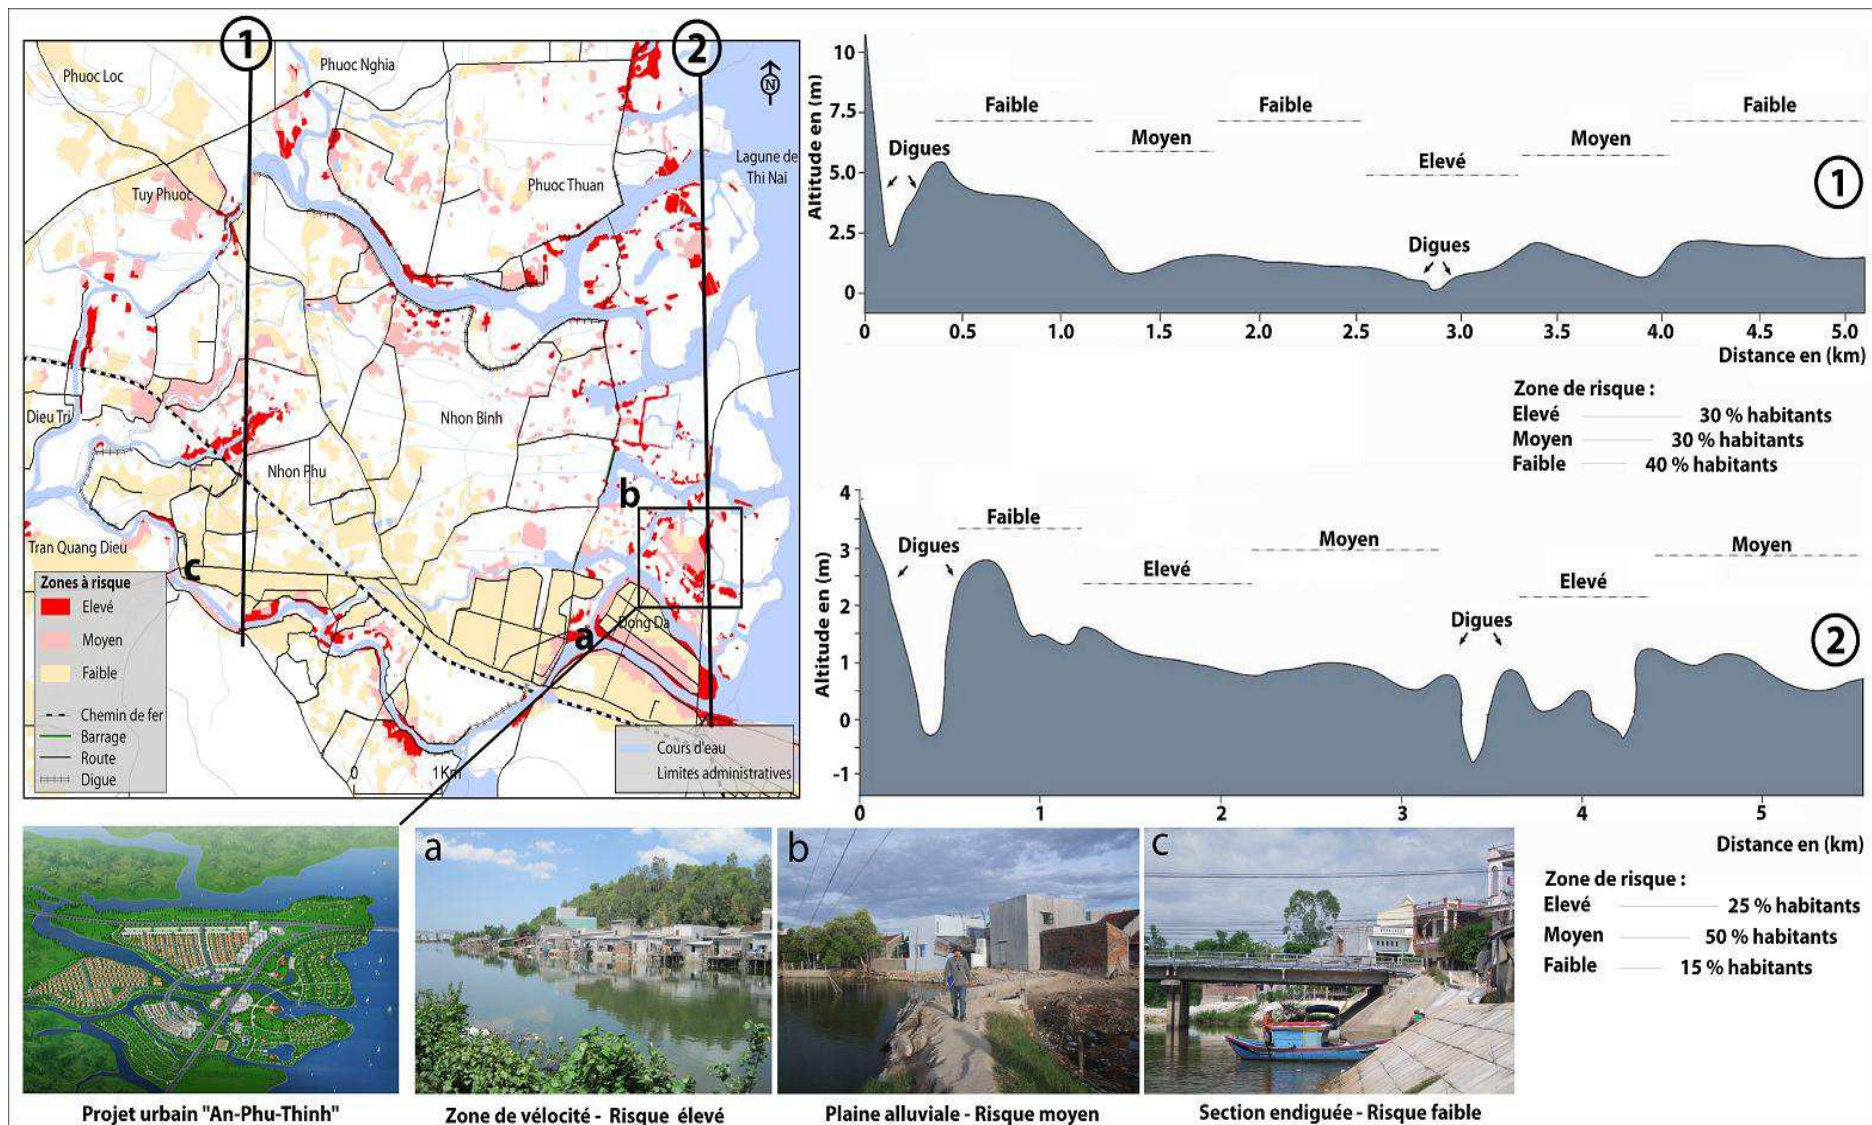 1
2
N
Phuoc Loc
Phuoc Nghia
Lagune de
Thi Nai
Phuoc Thuan
Tuy Phuoc
Dieu Tri
Nhon Binh
Nhon Phu
b
Tran Quang Dieu
c
Dong Da
a
Zones à risque
Elevé
Moyen
Faible
Chemin de fer
Barrage
Route
Digue
0 1Km
Cours d'eau
Limites administratives
Altitude en (m)
10
7.5
5.0
2.5
0
Faible
Faible
Faible
Moyen
Moyen
Digues
Elevé
Digues
1
0 0.5 1.0 1.5 2.0 2.5 3.0 3.5 4.0 4.5 5.0
Distance en (km)
Zone de risque :
Elevé 30 % habitants
Moyen 30 % habitants
Faible 40 % habitants
Altitude en (m)
4
3
2
1
0
-1
Faible
Digues
Elevé
Moyen
Moyen
Elevé
Digues
2
0 1 2 3 4 5
Distance en (km)
Zone de risque :
Elevé 25 % habitants
Moyen 50 % habitants
Faible 15 % habitants
a
b
c
Projet urbain "An-Phu-Thinh"
Zone de vélocité - Risque élevé
Plaine alluviale - Risque moyen
Section endiguée - Risque faible